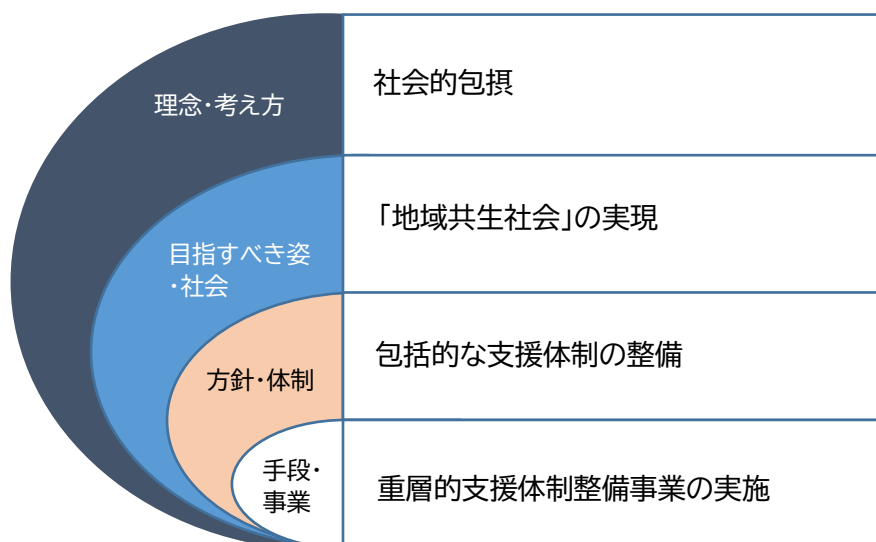 理念・考え方
社会的包摂
目指すべき姿
・社会
「地域共生社会」の実現
方針・体制
包括的な支援体制の整備
手段・
事業
重層的支援体制整備事業の実施